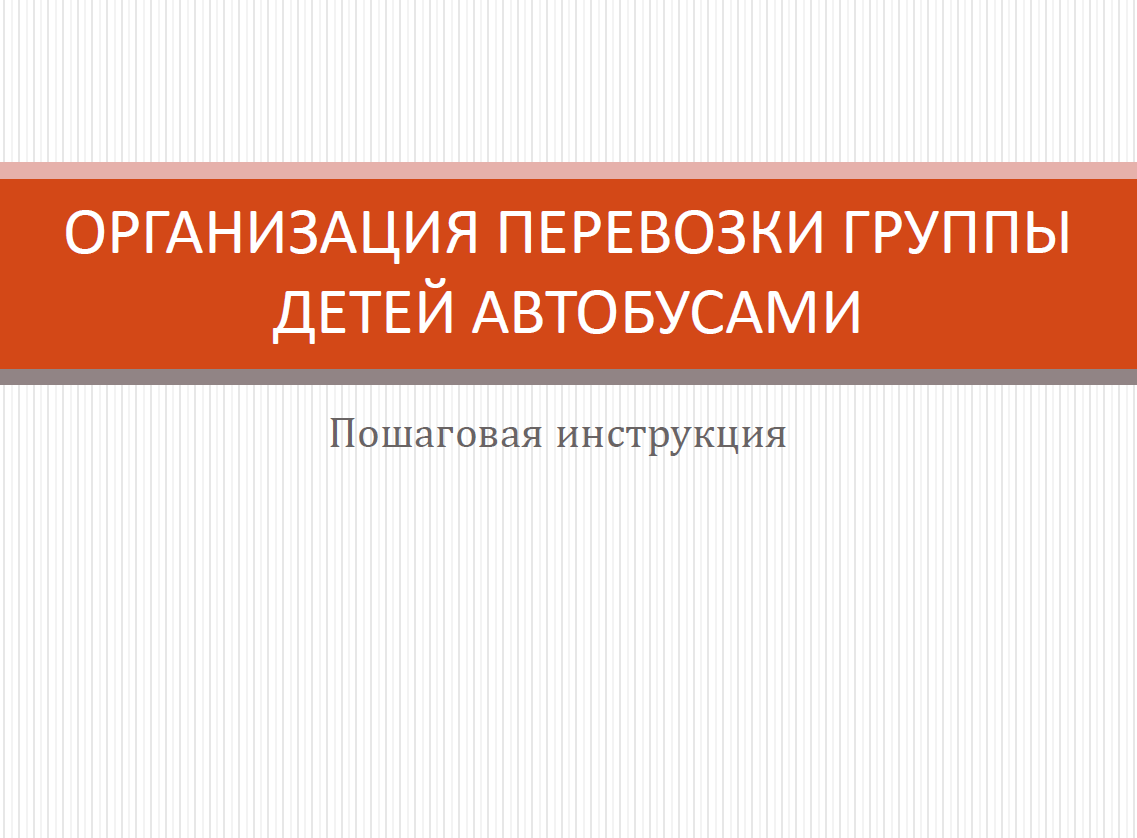 ОРГАНИЗАЦИЯ ПЕРЕВОЗКИ ГРУППЫ
ДЕТЕЙ АВТОБУСАМИ
Пошаговая инструкция